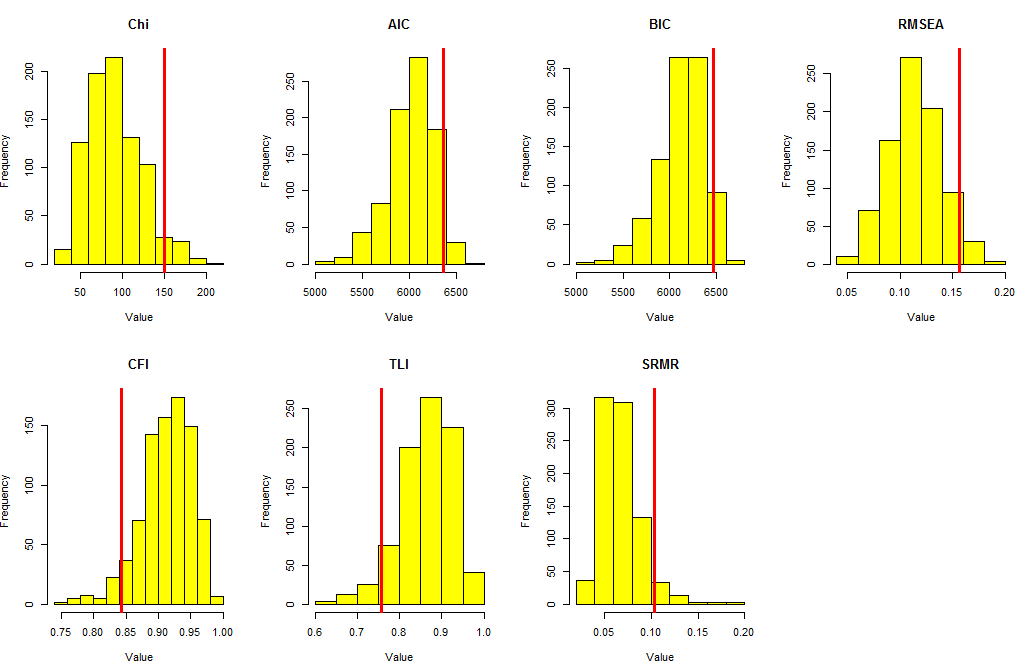 Chi
AIC
BIC
RMSEA
Frequency
0 50 100 150 200
50 100 150 200
Value
Frequency
0 50 100 150 200 250
5000 5500 6000 6500
Value
Frequency
0 50 100 150 200 250
5000 5500 6000 6500
Value
Frequency
0 50 100 150 200 250
0.05 0.10 0.15 0.20
Value
CFI
TLI
SRMR
Frequency
0 50 100 150
0.75 0.80 0.85 0.90 0.95 1.00
Value
Frequency
0 50 100 150 200 250
0.6 0.7 0.8 0.9 1.0
Value
Frequency
0 50 100 150 200 250 300
0.05 0.10 0.15 0.20
Value